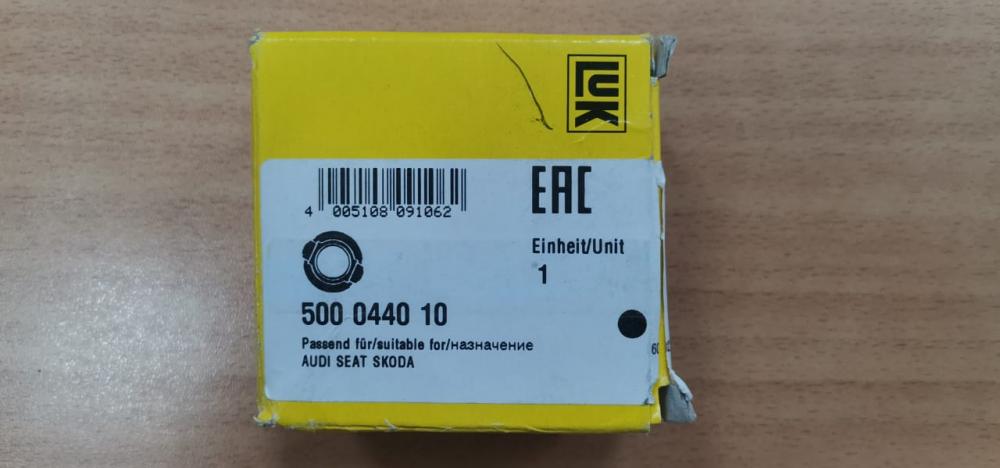 LUK
4 005108 091062
EAC
Einheit/Unit
1
500 0440 10
Passend für/suitable for/назначение
AUDI SEAT SKODA